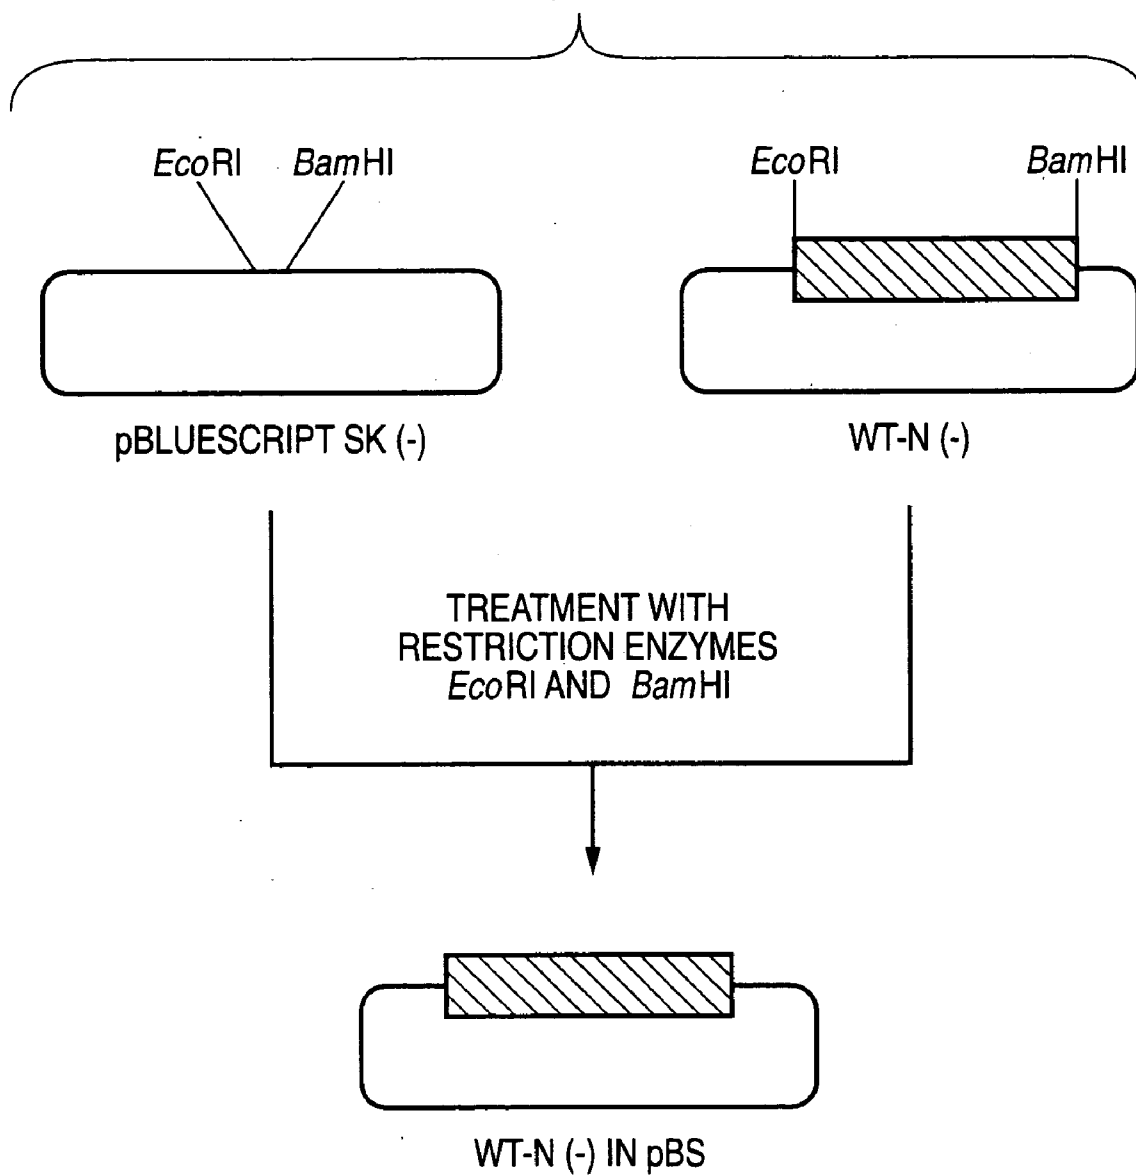 EcoRI BamHI
EcoRI BamHI
pBLUESCRIPT SK (-)
WT-N (-)
TREATMENT WITH
RESTRICTION ENZYMES
EcoRI AND BamHI
WT-N (-) IN pBS